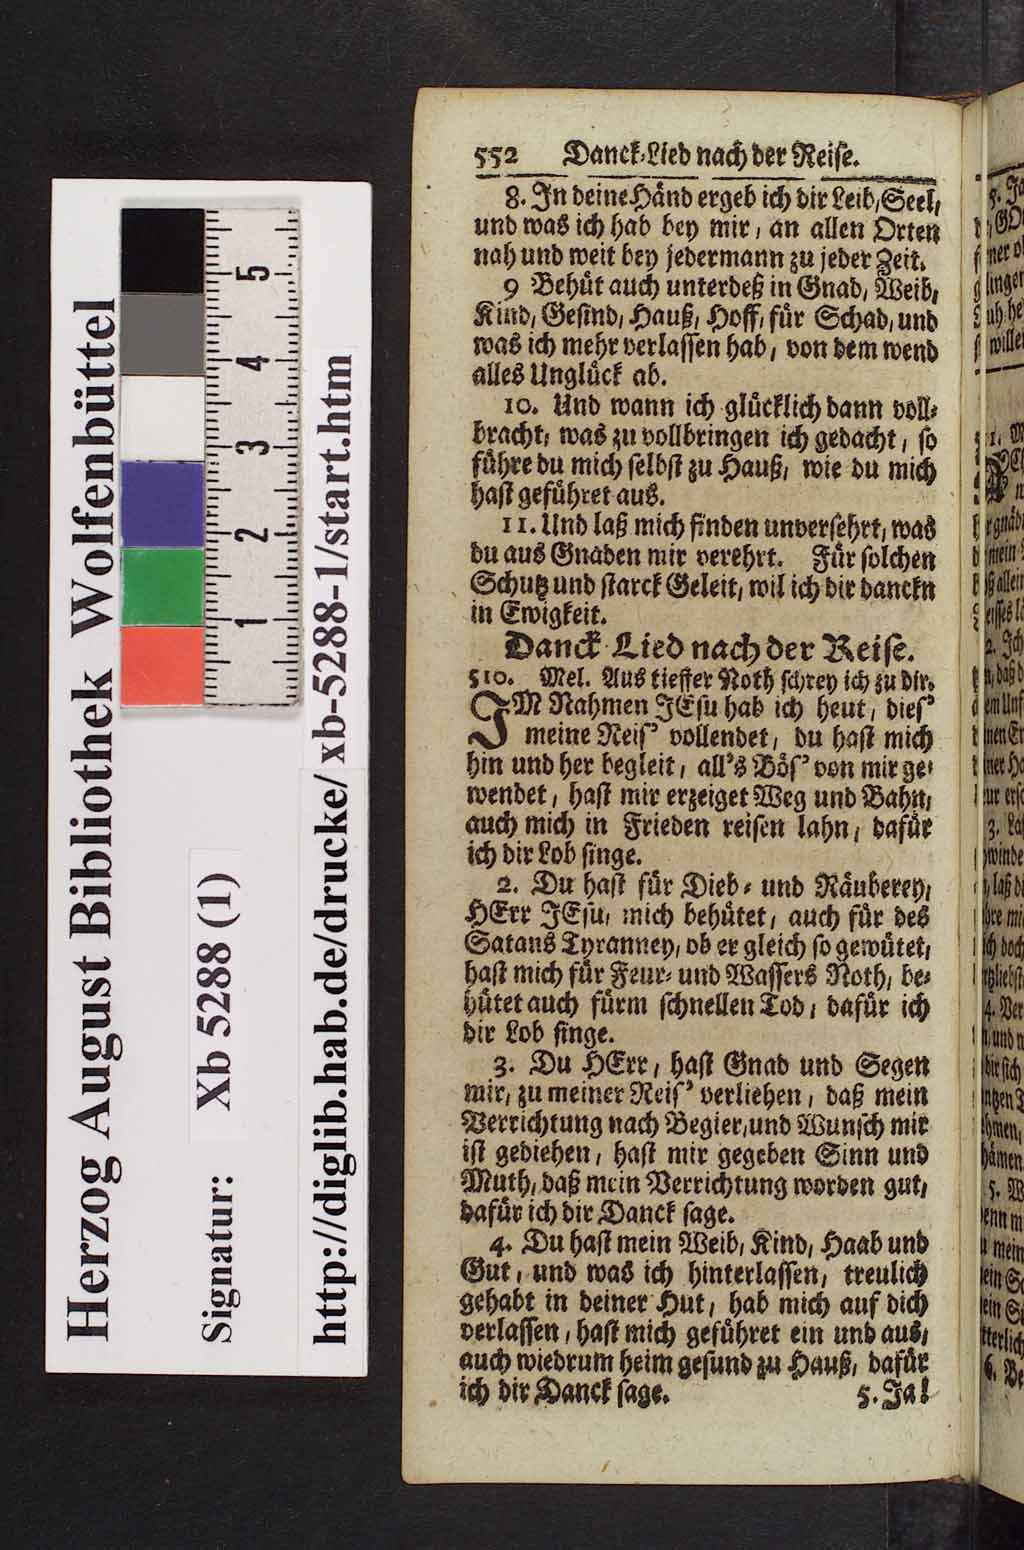 Herzog August Bibliothek Wolfenbüttel
Signatur: Xb 5288 (1)
http://diglib.hab.de/drucke/xb-5288-1/start.htm
5
4
3
2
1
552 Danck-Lied nach der Reise.
8. In deine Händ ergeb ich dir Leib, Seel,
und was ich hab bey mir, an allen Orten
nah und weit bey jedermann zu jeder Zeit.
9 Behüt auch unterdeß in Gnad, Weib,
Kind, Gesind, Hauß, Hoff, für Schad, und
was ich mehr verlassen hab, von dem wend
alles Unglück ab.
10. Und wann ich glücklich dann voll-
bracht, was zu vollbringen ich gedacht, so
führe du mich selbst zu Hauß, wie du mich
hast geführet aus.
11. Und laß mich finden unversehrt, was
du aus Gnaden mir verehrt. Für solchen
Schutz und starck Geleit, wil ich dir danckn
in Ewigkeit.
Danck Lied nach der Reise.
510. Mel. Aus tieffer Noth schrey ich zu dir.
IM Nahmen JEsu hab ich heut, dies'
meine Reis' vollendet, du hast mich
hin und her begleit, all's Bös' von mir ge-
wendet, hast mir erzeiget Weg und Bahn,
auch mich in Frieden reisen lahn, dafür
ich dir Lob singe.
2. Du hast für Dieb- und Räuberey,
HErr JEsu, mich behütet, auch für des
Satans Tyranney, ob er gleich so gewütet,
hast mich für Feur- und Wassers Noth, be-
hütet auch fürm schnellen Tod, dafür ich
dir Lob singe.
3. Du HErr, hast Gnad und Segen
mir, zu meiner Reis' verliehen, daß mein
Verrichtung nach Begier, und Wunsch mir
ist gediehen, hast mir gegeben Sinn und
Muth, daß mein Verrichtung worden gut,
dafür ich dir Danck sage.
4. Du hast mein Weib, Kind, Haab und
Gut, und was ich hinterlassen, treulich
gehabt in deiner Hut, hab mich auf dich
verlassen, hast mich geführet ein und aus,
auch wiedrum heim gesund zu Hauß, dafür
ich dir Danck sage. 5. Ja!